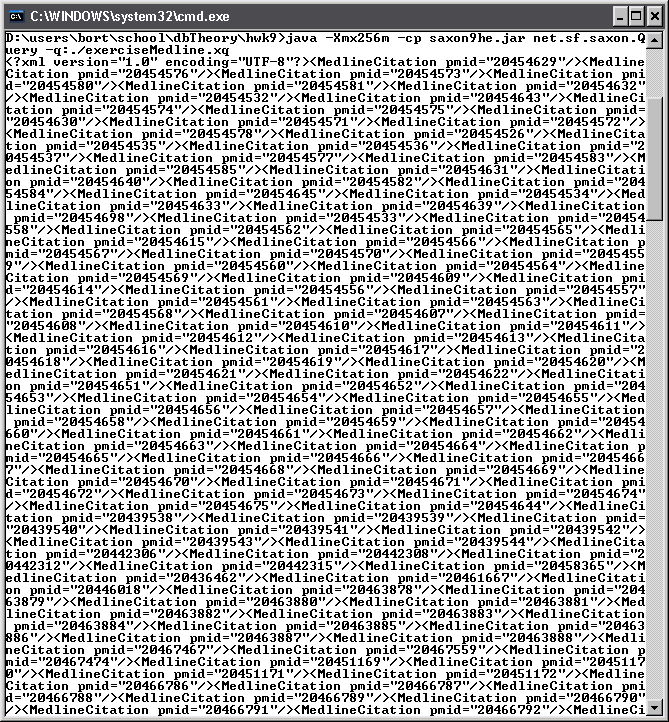 C:\WINDOWS\system32\cmd.exe
D:\users\bort\school\dbTheory\hwk9>java -Xmx256m -cp saxon9he.jar net.sf.saxon.Q
uery -q:./exerciseMedline.xq
<?xml version="1.0" encoding="UTF-8"?><MedlineCitation pmid="20454629"/><Medline
Citation pmid="20454576"/><MedlineCitation pmid="20454573"/><MedlineCitation pmi
d="20454580"/><MedlineCitation pmid="20454581"/><MedlineCitation pmid="20454632"
/><MedlineCitation pmid="20454532"/><MedlineCitation pmid="20454643"/><MedlineCi
tation pmid="20454574"/><MedlineCitation pmid="20454575"/><MedlineCitation pmid=
"20454630"/><MedlineCitation pmid="20454571"/><MedlineCitation pmid="20454572"/>
<MedlineCitation pmid="20454578"/><MedlineCitation pmid="20454526"/><MedlineCita
tion pmid="20454535"/><MedlineCitation pmid="20454536"/><MedlineCitation pmid="2
0454537"/><MedlineCitation pmid="20454577"/><MedlineCitation pmid="20454583"/><M
edlineCitation pmid="20454585"/><MedlineCitation pmid="20454631"/><MedlineCitati
on pmid="20454640"/><MedlineCitation pmid="20454582"/><MedlineCitation pmid="204
54584"/><MedlineCitation pmid="20454645"/><MedlineCitation pmid="20454534"/><Med
lineCitation pmid="20454633"/><MedlineCitation pmid="20454639"/><MedlineCitation
 pmid="20454698"/><MedlineCitation pmid="20454533"/><MedlineCitation pmid="20454
558"/><MedlineCitation pmid="20454562"/><MedlineCitation pmid="20454565"/><Medli
neCitation pmid="20454615"/><MedlineCitation pmid="20454566"/><MedlineCitation p
mid="20454567"/><MedlineCitation pmid="20454570"/><MedlineCitation pmid="2045455
9"/><MedlineCitation pmid="20454560"/><MedlineCitation pmid="20454564"/><Medline
Citation pmid="20454569"/><MedlineCitation pmid="20454609"/><MedlineCitation pmi
d="20454614"/><MedlineCitation pmid="20454556"/><MedlineCitation pmid="20454557"
/><MedlineCitation pmid="20454561"/><MedlineCitation pmid="20454563"/><MedlineCi
tation pmid="20454568"/><MedlineCitation pmid="20454607"/><MedlineCitation pmid=
"20454608"/><MedlineCitation pmid="20454610"/><MedlineCitation pmid="20454611"/>
<MedlineCitation pmid="20454612"/><MedlineCitation pmid="20454613"/><MedlineCita
tion pmid="20454616"/><MedlineCitation pmid="20454617"/><MedlineCitation pmid="2
0454618"/><MedlineCitation pmid="20454619"/><MedlineCitation pmid="20454620"/><M
edlineCitation pmid="20454621"/><MedlineCitation pmid="20454622"/><MedlineCitati
on pmid="20454651"/><MedlineCitation pmid="20454652"/><MedlineCitation pmid="204
54653"/><MedlineCitation pmid="20454654"/><MedlineCitation pmid="20454655"/><Med
lineCitation pmid="20454656"/><MedlineCitation pmid="20454657"/><MedlineCitation
 pmid="20454658"/><MedlineCitation pmid="20454659"/><MedlineCitation pmid="20454
660"/><MedlineCitation pmid="20454661"/><MedlineCitation pmid="20454662"/><Medli
neCitation pmid="20454663"/><MedlineCitation pmid="20454664"/><MedlineCitation p
mid="20454665"/><MedlineCitation pmid="20454666"/><MedlineCitation pmid="2045466
7"/><MedlineCitation pmid="20454668"/><MedlineCitation pmid="20454669"/><Medline
Citation pmid="20454670"/><MedlineCitation pmid="20454671"/><MedlineCitation pmi
d="20454672"/><MedlineCitation pmid="20454673"/><MedlineCitation pmid="20454674"
/><MedlineCitation pmid="20454675"/><MedlineCitation pmid="20454644"/><MedlineCi
tation pmid="20439538"/><MedlineCitation pmid="20439539"/><MedlineCitation pmid=
"20439540"/><MedlineCitation pmid="20439541"/><MedlineCitation pmid="20439542"/>
<MedlineCitation pmid="20439543"/><MedlineCitation pmid="20439544"/><MedlineCita
tion pmid="20442306"/><MedlineCitation pmid="20442308"/><MedlineCitation pmid="2
0442312"/><MedlineCitation pmid="20442315"/><MedlineCitation pmid="20458365"/><M
edlineCitation pmid="20436462"/><MedlineCitation pmid="20461667"/><MedlineCitati
on pmid="20446018"/><MedlineCitation pmid="20463878"/><MedlineCitation pmid="204
63879"/><MedlineCitation pmid="20463880"/><MedlineCitation pmid="20463881"/><Med
lineCitation pmid="20463882"/><MedlineCitation pmid="20463883"/><MedlineCitation
 pmid="20463884"/><MedlineCitation pmid="20463885"/><MedlineCitation pmid="20463
886"/><MedlineCitation pmid="20463887"/><MedlineCitation pmid="20463888"/><Medli
neCitation pmid="20467467"/><MedlineCitation pmid="20467559"/><MedlineCitation p
mid="20467474"/><MedlineCitation pmid="20451169"/><MedlineCitation pmid="2045117
0"/><MedlineCitation pmid="20451171"/><MedlineCitation pmid="20451172"/><Medline
Citation pmid="20466786"/><MedlineCitation pmid="20466787"/><MedlineCitation pmi
d="20466788"/><MedlineCitation pmid="20466789"/><MedlineCitation pmid="20466790"
/><MedlineCitation pmid="20466791"/><MedlineCitation pmid="20466792"/><MedlineCi